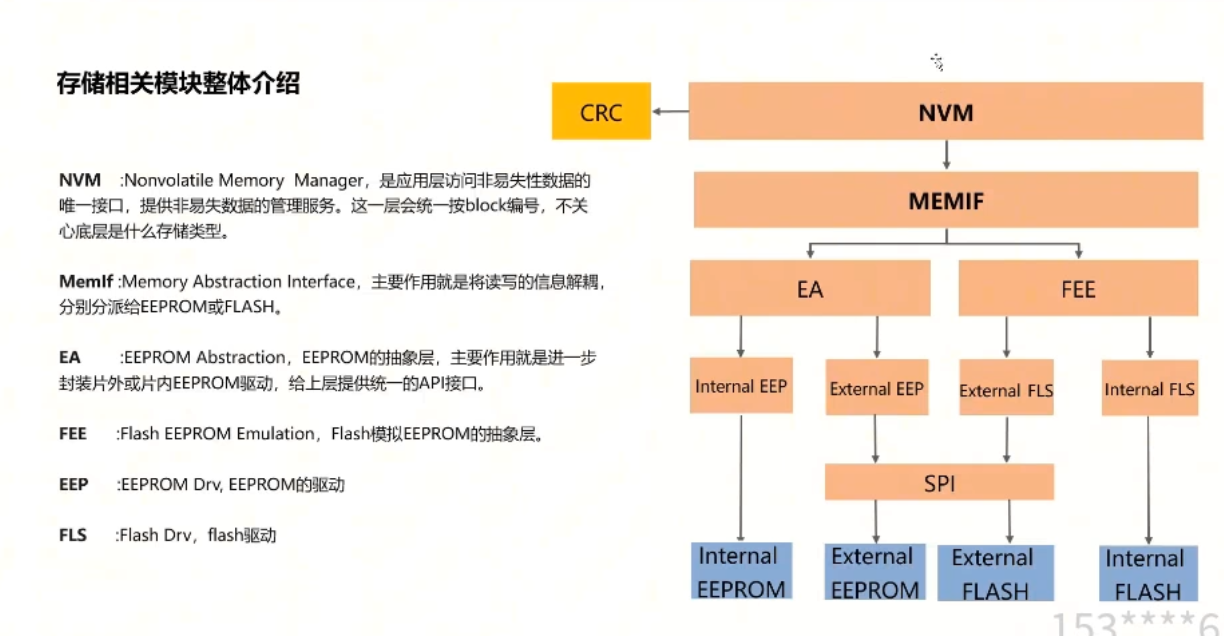 存储相关模块整体介绍
NVM :Nonvolatile Memory Manager，是应用层访问非易失性数据的
唯一接口，提供非易失数据的管理服务。这一层会统一按block编号，不关
心底层是什么存储类型。
MemIf :Memory Abstraction Interface，主要作用就是将读写的信息解耦，
分别分派给EEPROM或FLASH。
EA :EEPROM Abstraction，EEPROM的抽象层，主要作用就是进一步
封装片外或片内EEPROM驱动，给上层提供统一的API接口。
FEE :Flash EEPROM Emulation，Flash模拟EEPROM的抽象层。
EEP :EEPROM Drv, EEPROM的驱动
FLS :Flash Drv，flash驱动
CRC
NVM
MEMIF
EA
FEE
Internal EEP
External EEP
External FLS
Internal FLS
SPI
Internal
EEPROM
External
EEPROM
External
FLASH
Internal
FLASH
153****6